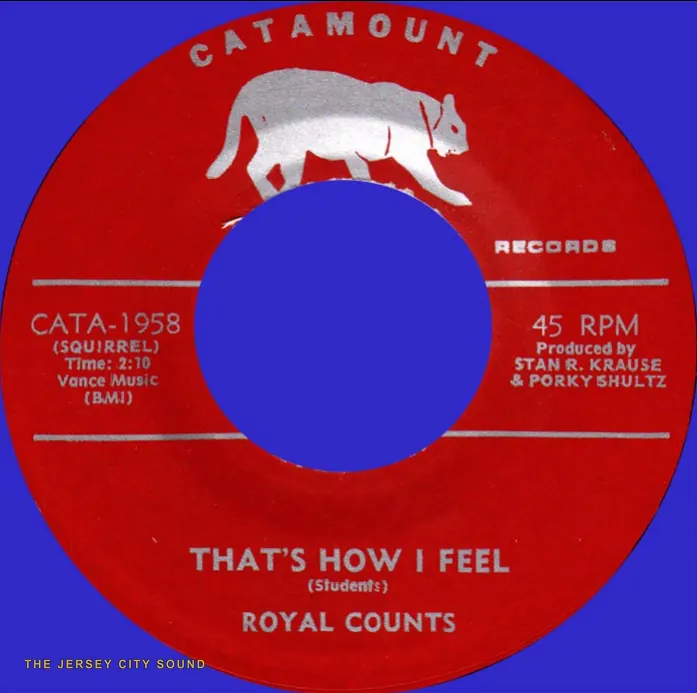 CATAMOUNT
RECORDS
CATA-1958
(SQUIRREL)
Time: 2:10
Vance Music
(BMI)
45 RPM
Produced by
STAN R. KRAUSE
& PORKY SHULTZ
THAT'S HOW I FEEL
(Students)
ROYAL COUNTS
THE JERSEY CITY SOUND